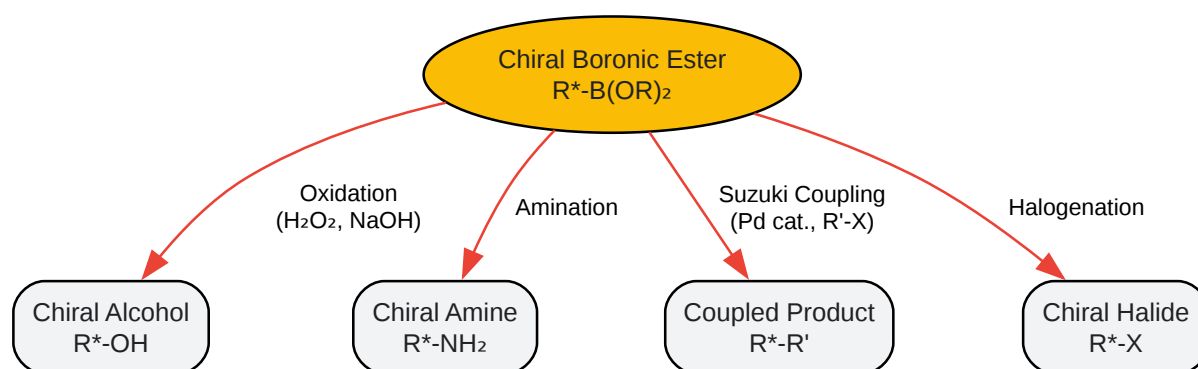 Chiral Boronic Ester
R*-B(OR)₂
Oxidation
(H₂O₂, NaOH)
Amination
Suzuki Coupling
(Pd cat., R'-X)
Halogenation
Chiral Alcohol
R*-OH
Chiral Amine
R*-NH₂
Coupled Product
R*-R'
Chiral Halide
R*-X